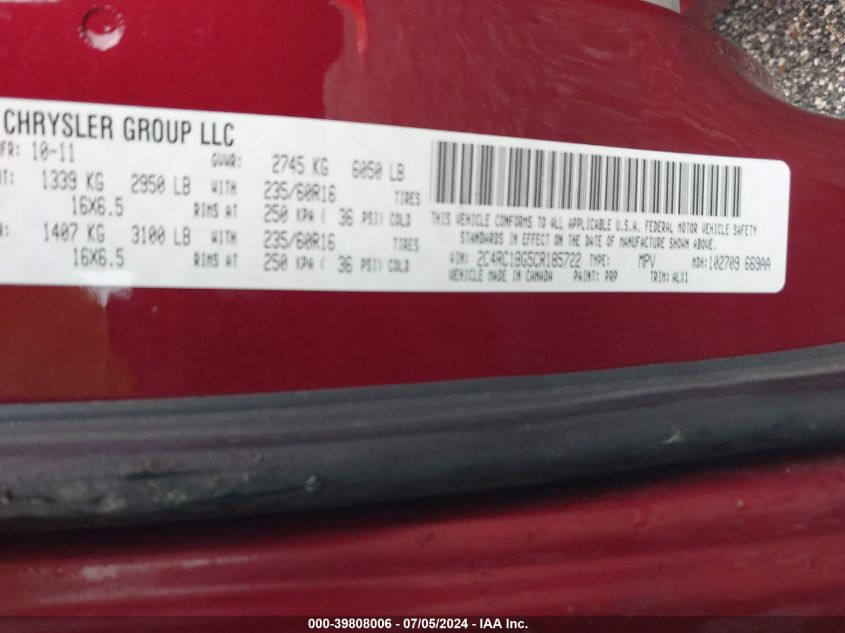 CHRYSLER GROUP LLC
FR: 10-11 GVWR: 2745 KG 6050 LB
T: 1339 KG 2950 LB WITH 235/60R16 TIRES
16X6.5 RIMS AT 250 KPA ( 36 PSI) COLD
: 1407 KG 3100 LB WITH 235/60R16 TIRES
16X6.5 RIMS AT 250 KPA ( 36 PSI) COLD
THIS VEHICLE CONFORMS TO ALL APPLICABLE U.S.A. FEDERAL MOTOR VEHICLE SAFETY
STANDARDS IN EFFECT ON THE DATE OF MANUFACTURE SHOWN ABOVE.
VIN: 2C4RC1BG5CR185722 TYPE: MPV MDH:102709 669AA
VEHICLE MADE IN CANADA PAINT: PRP TRIM: ALX1
000-39808006 - 07/05/2024 - IAA Inc.